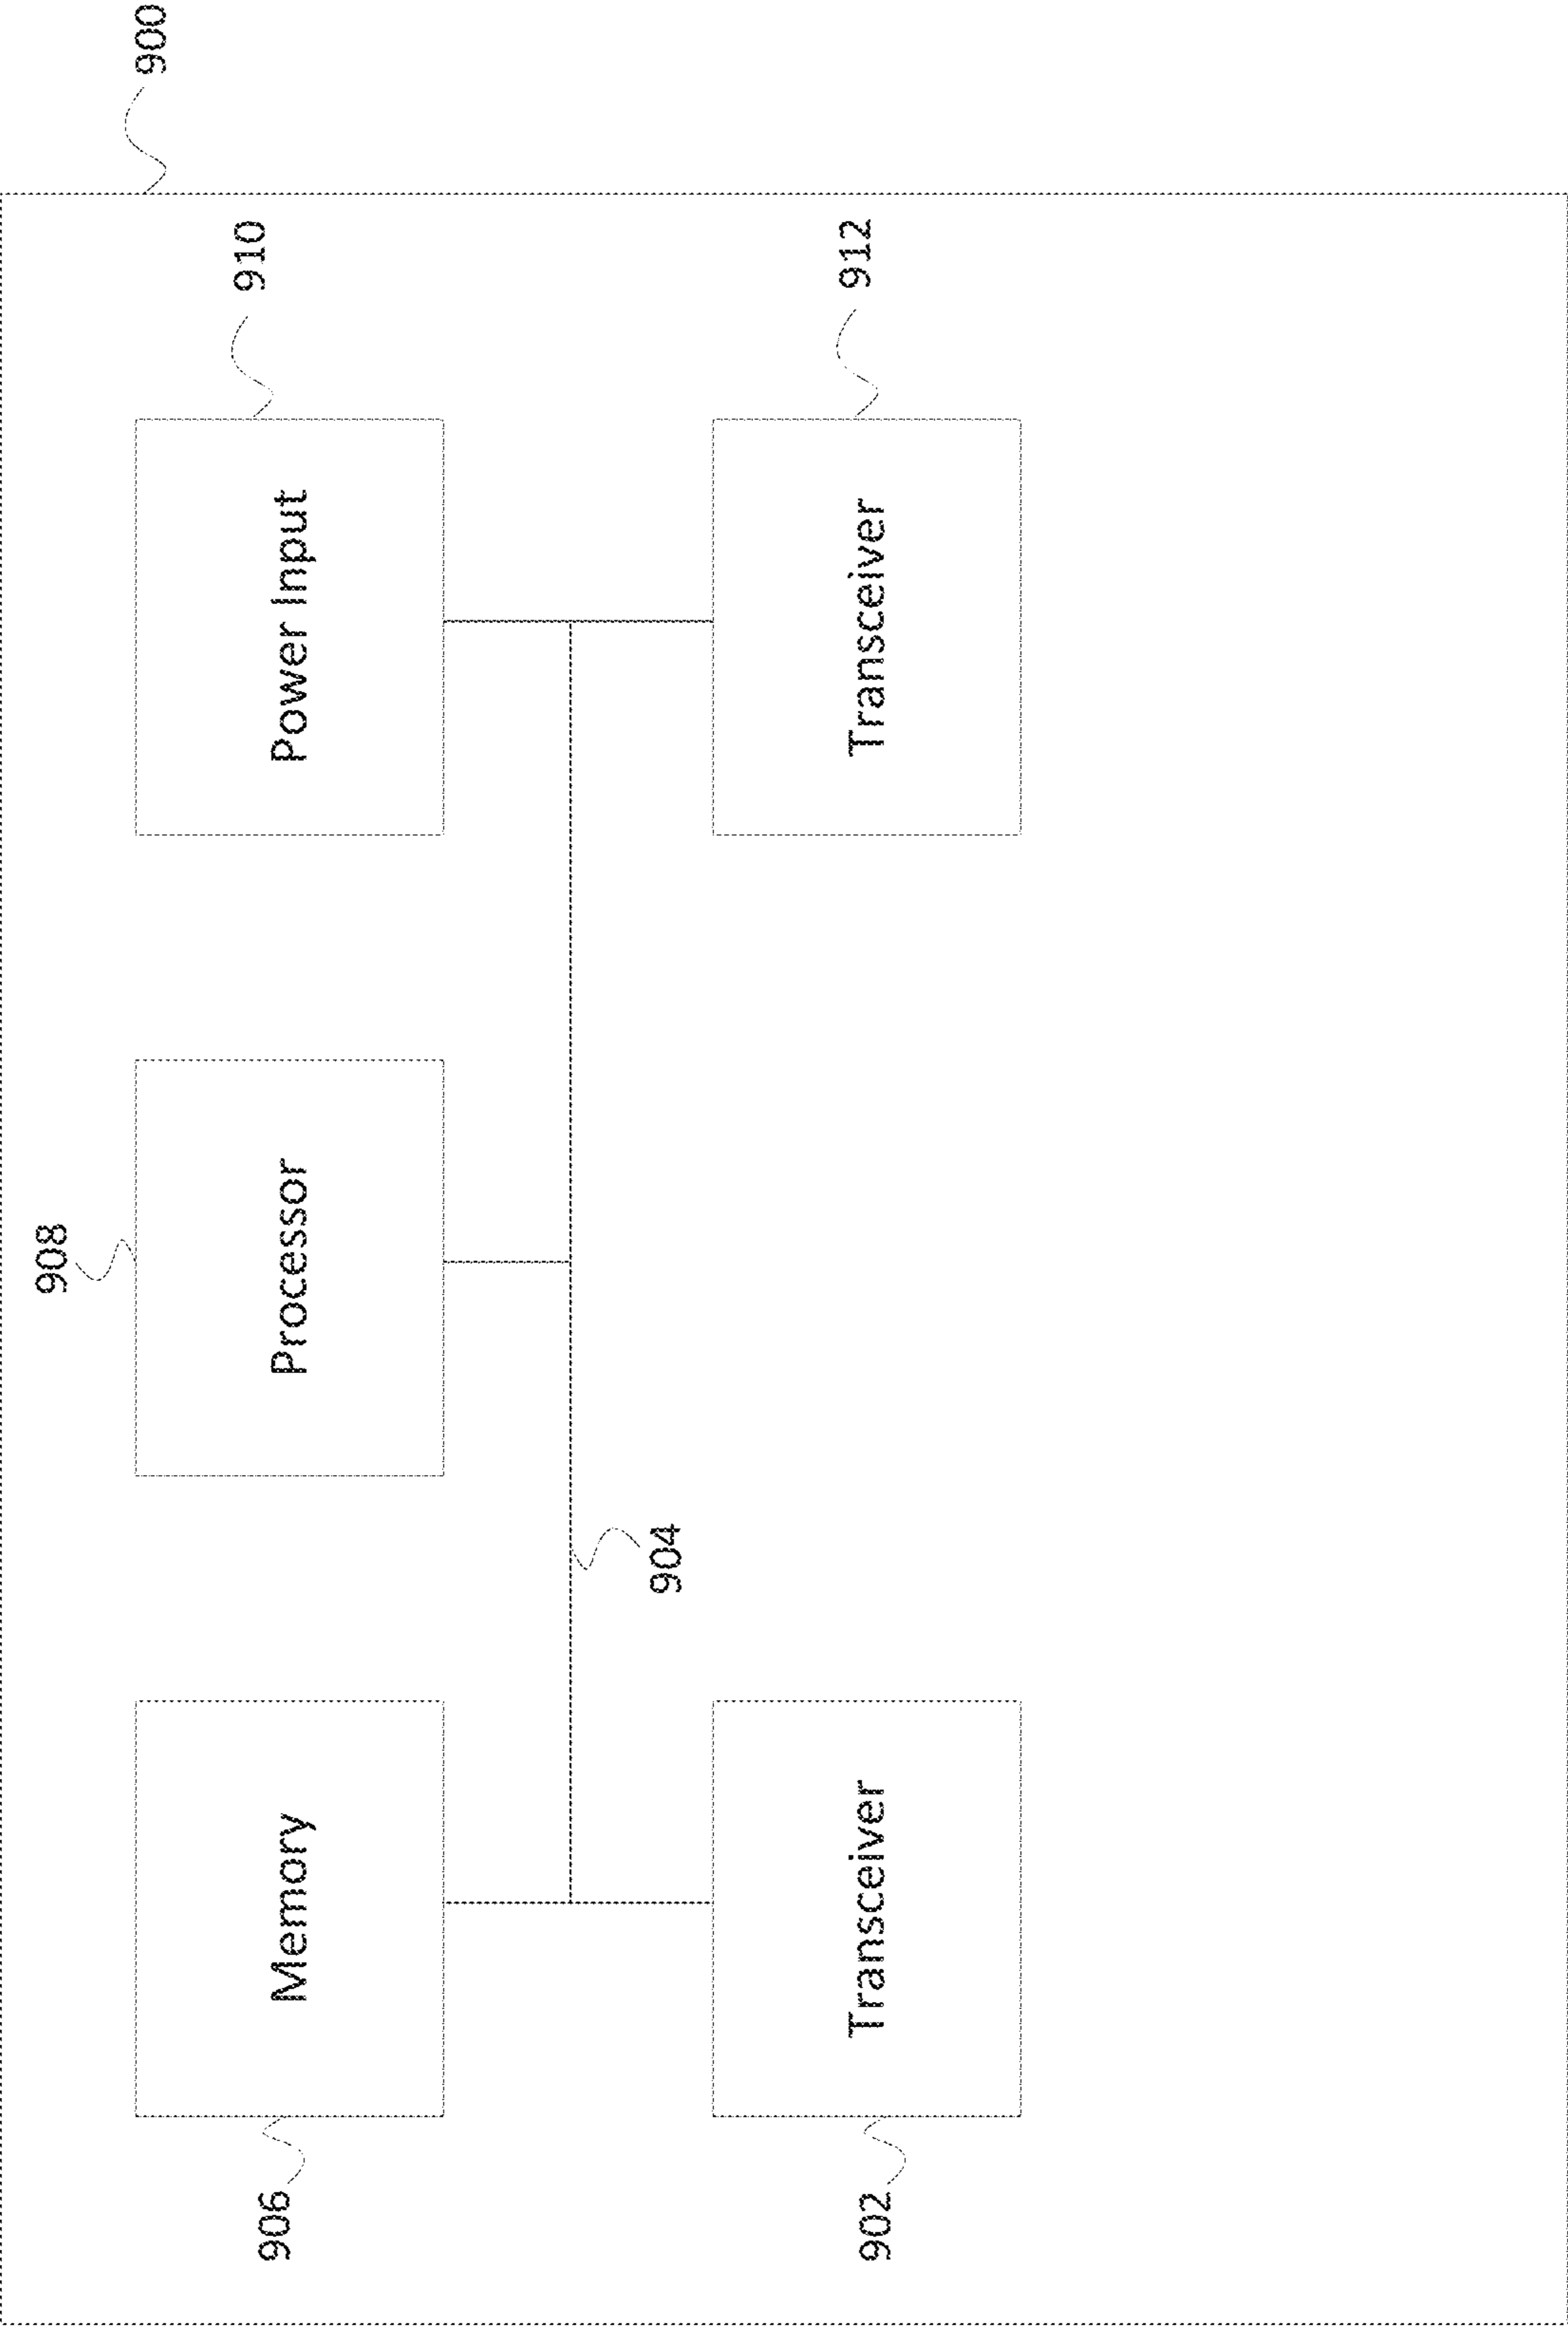 900
908
910
Memory
Processor
Power Input
906
904
912
Transceiver
Transceiver
902